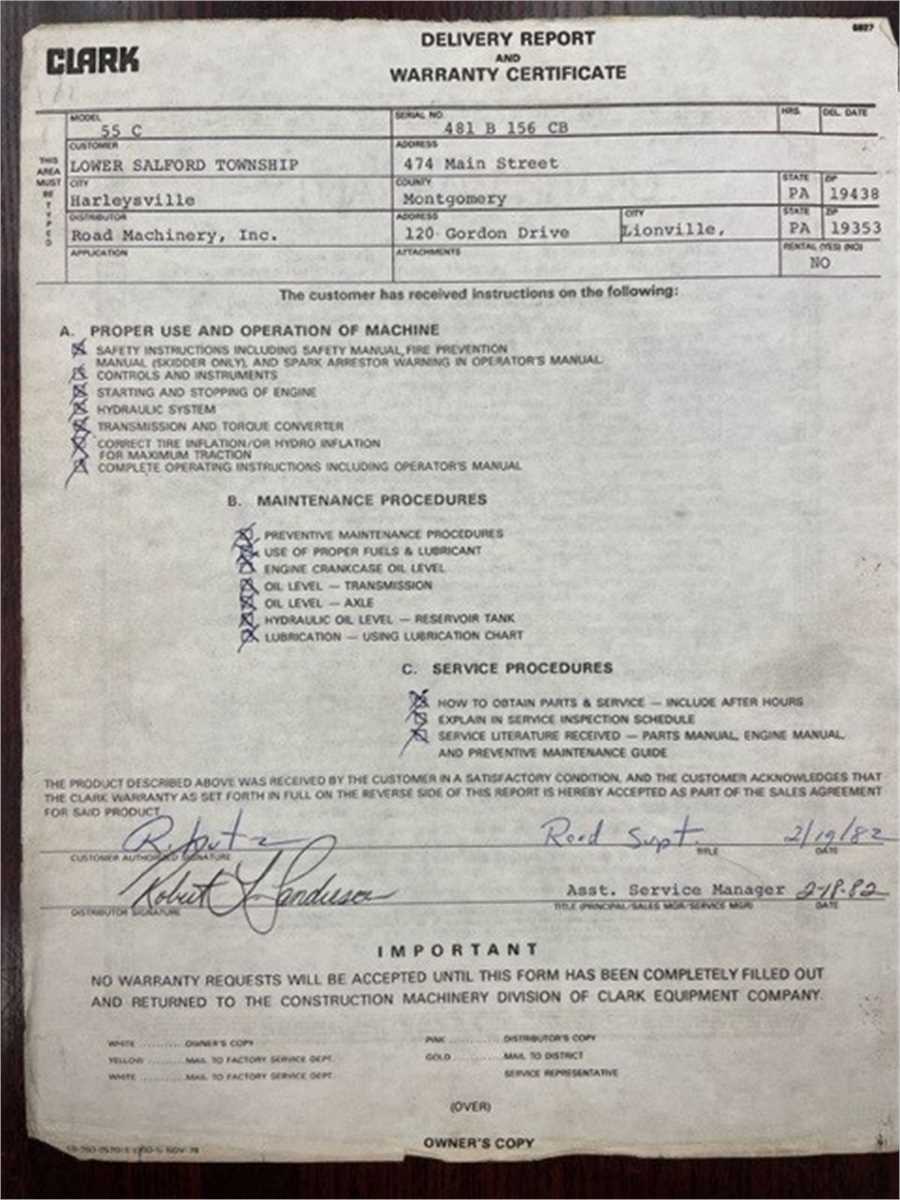 6827
CLARK
DELIVERY REPORT
AND
WARRANTY CERTIFICATE
THIS AREA MUST BE TYPED
MODEL SERIAL NO. HRS. DEL. DATE
55 C 481 B 156 CB
CUSTOMER ADDRESS
LOWER SALFORD TOWNSHIP 474 Main Street
CITY COUNTY STATE ZIP
Harleysville Montgomery PA 19438
DISTRIBUTOR ADDRESS CITY STATE ZIP
Road Machinery, Inc. 120 Gordon Drive Lionville, PA 19353
APPLICATION ATTACHMENTS RENTAL (YES) (NO)
NO
The customer has received instructions on the following:
A. PROPER USE AND OPERATION OF MACHINE
SAFETY INSTRUCTIONS INCLUDING SAFETY MANUAL, FIRE PREVENTION
MANUAL (SKIDDER ONLY), AND SPARK ARRESTOR WARNING IN OPERATOR'S MANUAL.
CONTROLS AND INSTRUMENTS
STARTING AND STOPPING OF ENGINE
HYDRAULIC SYSTEM
TRANSMISSION AND TORQUE CONVERTER
CORRECT TIRE INFLATION/OR HYDRO INFLATION
FOR MAXIMUM TRACTION
COMPLETE OPERATING INSTRUCTIONS INCLUDING OPERATOR'S MANUAL
B. MAINTENANCE PROCEDURES
PREVENTIVE MAINTENANCE PROCEDURES
USE OF PROPER FUELS & LUBRICANT
ENGINE CRANKCASE OIL LEVEL
OIL LEVEL — TRANSMISSION
OIL LEVEL — AXLE
HYDRAULIC OIL LEVEL — RESERVOIR TANK
LUBRICATION — USING LUBRICATION CHART
C. SERVICE PROCEDURES
HOW TO OBTAIN PARTS & SERVICE — INCLUDE AFTER HOURS
EXPLAIN IN SERVICE INSPECTION SCHEDULE
SERVICE LITERATURE RECEIVED — PARTS MANUAL, ENGINE MANUAL,
AND PREVENTIVE MAINTENANCE GUIDE
THE PRODUCT DESCRIBED ABOVE WAS RECEIVED BY THE CUSTOMER IN A SATISFACTORY CONDITION, AND THE CUSTOMER ACKNOWLEDGES THAT
THE CLARK WARRANTY AS SET FORTH IN FULL ON THE REVERSE SIDE OF THIS REPORT IS HEREBY ACCEPTED AS PART OF THE SALES AGREEMENT
FOR SAID PRODUCT.
Road Supt. 2/19/82
CUSTOMER AUTHORIZED SIGNATURE TITLE DATE
Robert Asst. Service Manager 2-18-82
DISTRIBUTOR SIGNATURE TITLE (PRINCIPAL/SALES MGR/SERVICE MGR) DATE
IMPORTANT
NO WARRANTY REQUESTS WILL BE ACCEPTED UNTIL THIS FORM HAS BEEN COMPLETELY FILLED OUT
AND RETURNED TO THE CONSTRUCTION MACHINERY DIVISION OF CLARK EQUIPMENT COMPANY.
WHITE .......... OWNER'S COPY PINK .......... DISTRIBUTOR'S COPY
YELLOW ......... MAIL TO FACTORY SERVICE DEPT. GOLD .......... MAIL TO DISTRICT
WHITE .......... MAIL TO FACTORY SERVICE DEPT. SERVICE REPRESENTATIVE
(OVER)
OWNER'S COPY